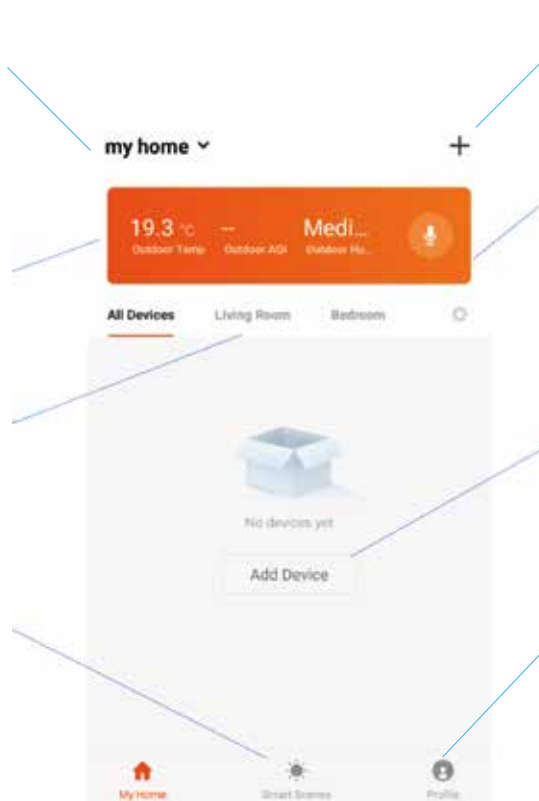 my home
19.3 °C -- Medi...
Outdoor Temp Outdoor AQI Outdoor Hu...
All Devices Living Room Bedroom
No devices yet
Add Device
My Home Smart Scenes Profile